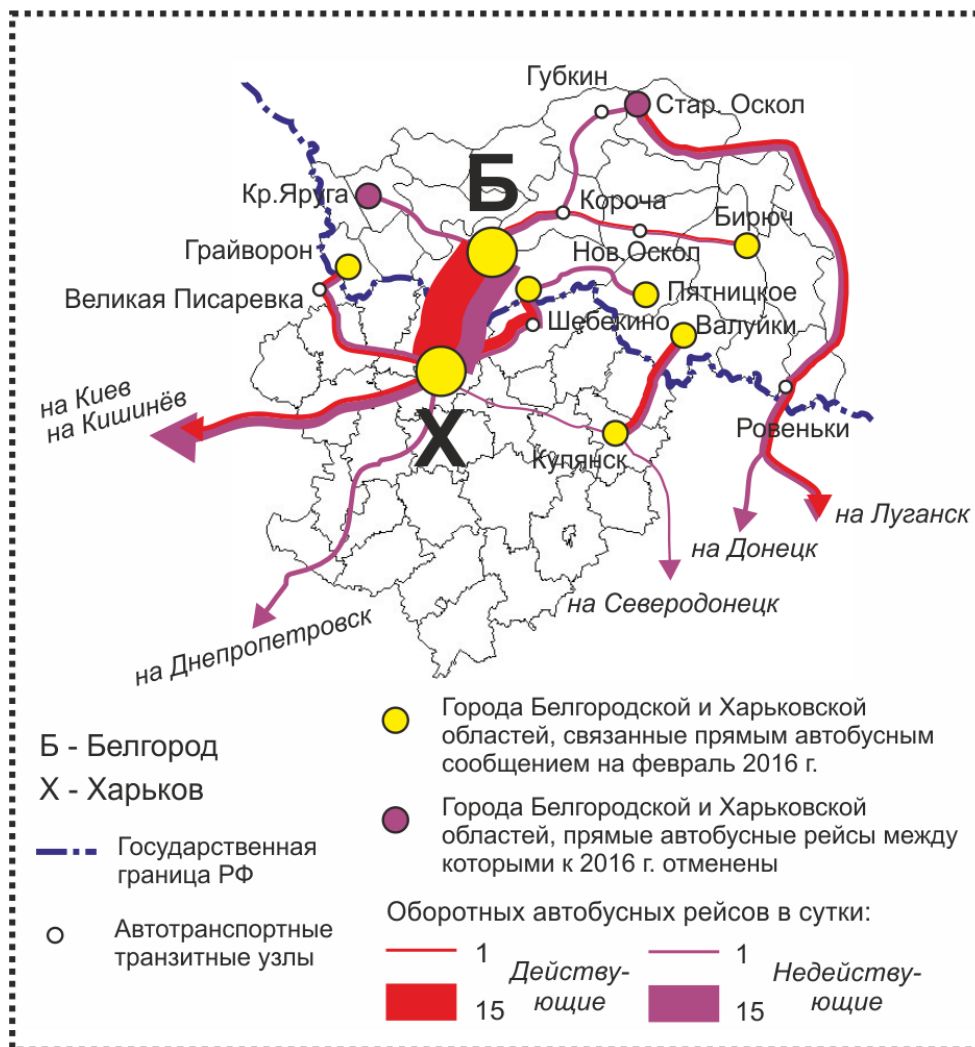 Губкин
Стар. Оскол
Кр.Яруга
Б
Короча
Бирюч
Грайворон
Нов.Оскол
Великая Писаревка
Пятницкое
Шебекино
Валуйки
на Киев
на Кишинёв
Х
Ровеньки
Купянск
на Луганск
на Донецк
на Северодонецк
на Днепропетровск
Б - Белгород
Х - Харьков
Государственная
граница РФ
Автотранспортные
транзитные узлы
Города Белгородской и Харьковской
областей, связанные прямым автобусным
сообщением на февраль 2016 г.
Города Белгородской и Харьковской
областей, прямые автобусные рейсы между
которыми к 2016 г. отменены
Оборотных автобусных рейсов в сутки:
1
15
Действу-
ющие
1
15
Недейству-
ющие